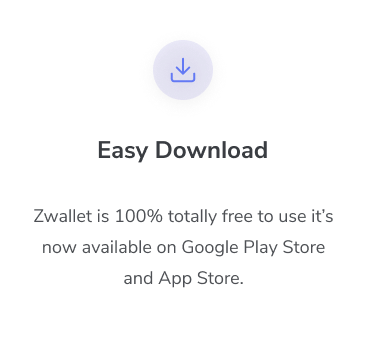 Easy Download
Zwallet is 100% totally free to use it’s
now available on Google Play Store
and App Store.